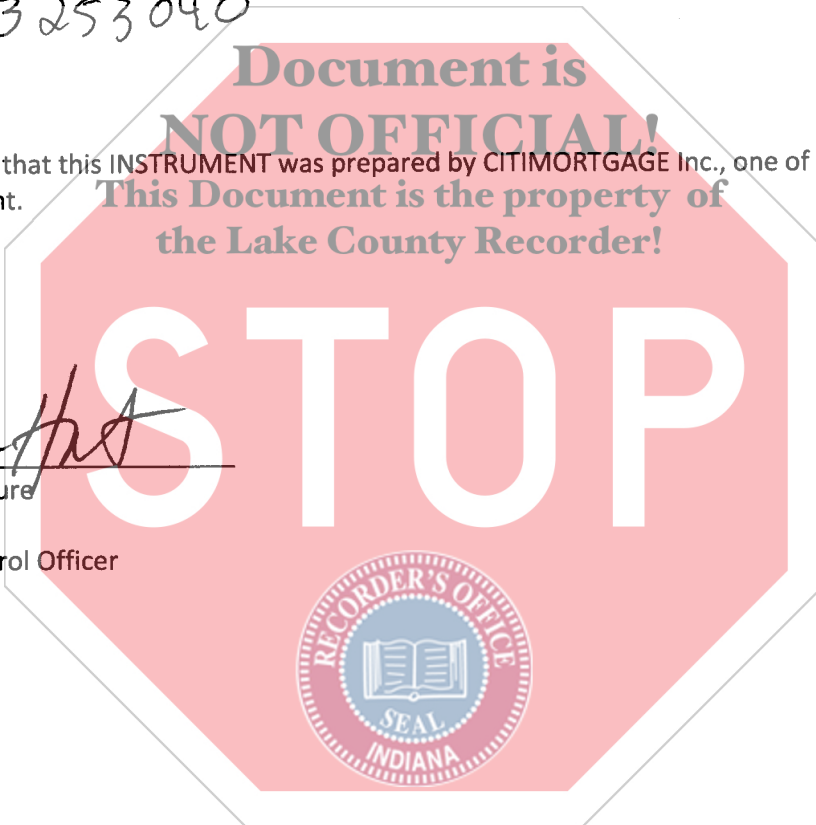 3253040
Document is
NOT OFFICIAL!
that this INSTRUMENT was prepared by CITIMORTGAGE Inc., one of
This Document is the property of
the Lake County Recorder!
STOP
ure
rol Officer
RECORDER'S OFFICE
SEAL
INDIANA